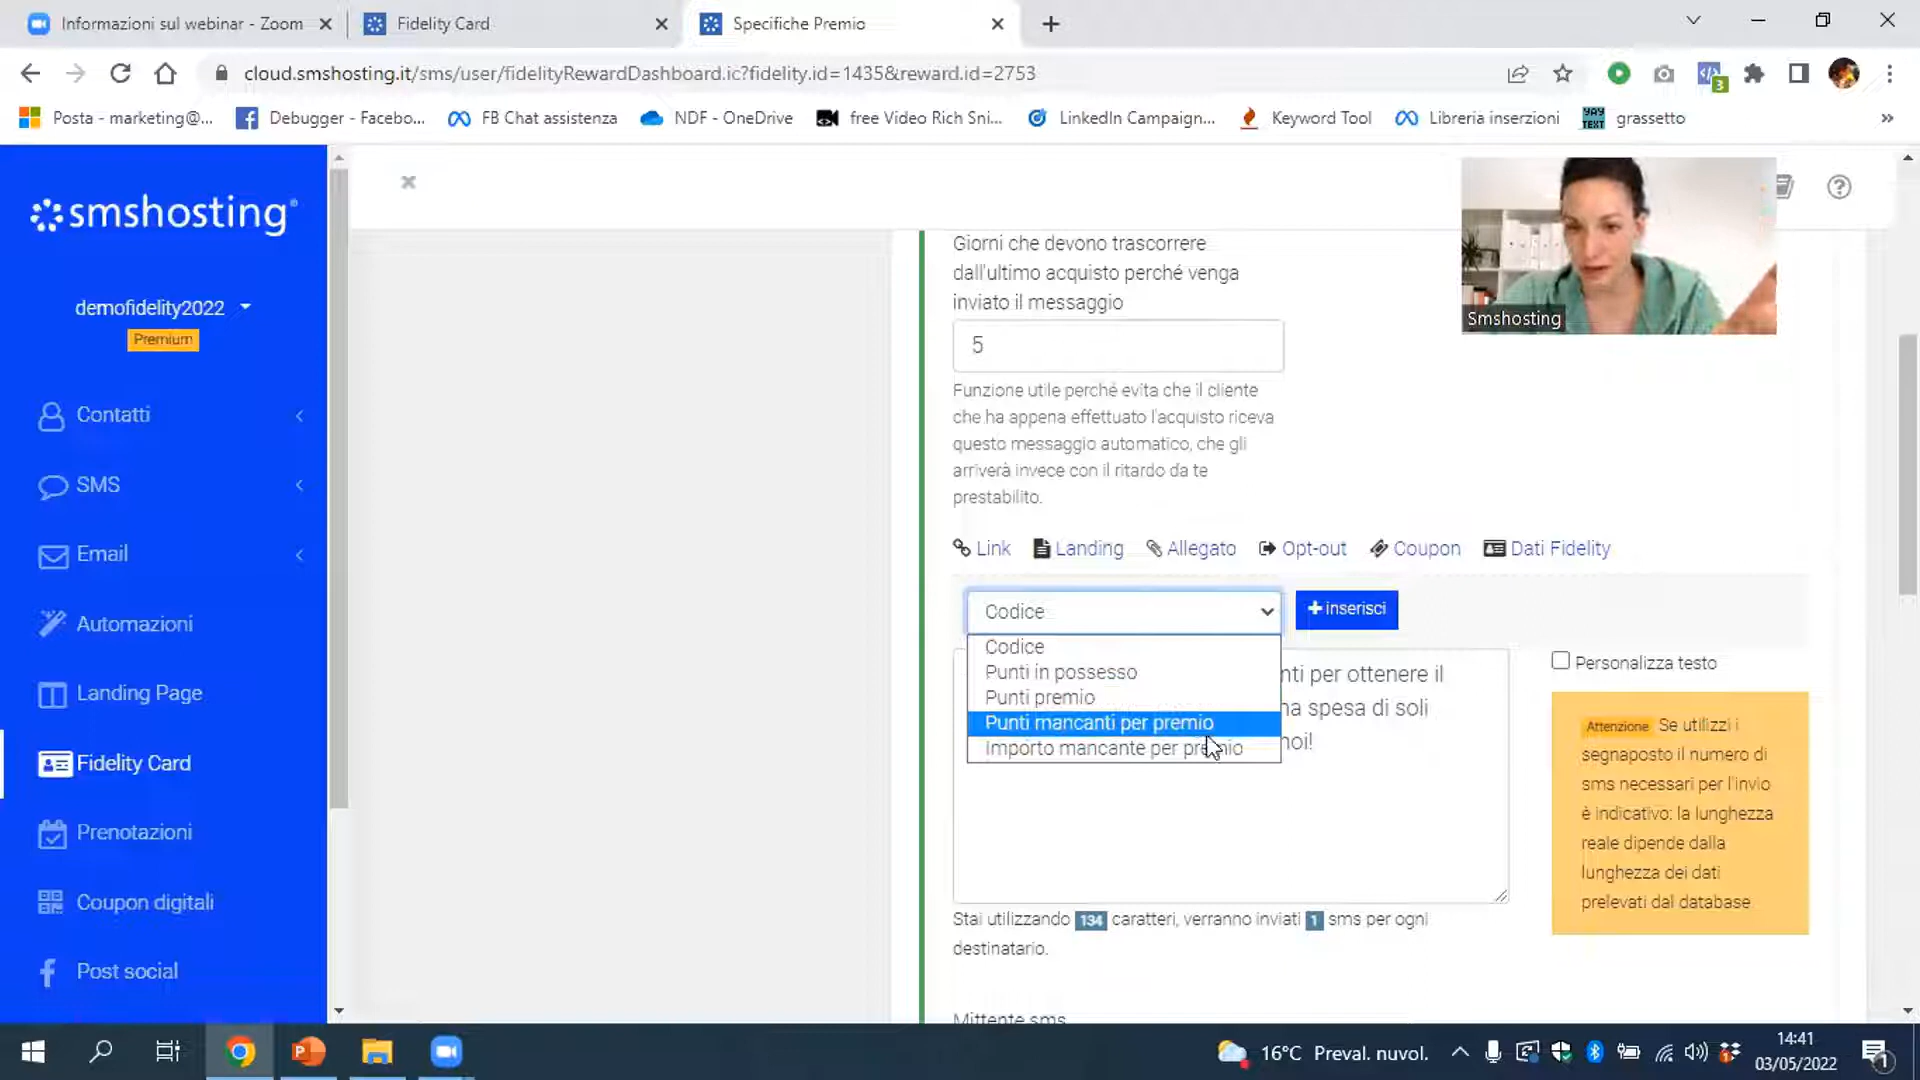 Informazioni sul webinar - Zoom
Fidelity Card
Specifiche Premio
cloud.smshosting.it/sms/user/fidelityRewardDashboard.ic?fidelity.id=1435&reward.id=2753
3
Posta - marketing@...
Debugger - Facebo...
FB Chat assistenza
NDF - OneDrive
free Video Rich Sni...
LinkedIn Campaign...
Keyword Tool
Libreria inserzioni
YAY TEXT
grassetto
smshosting®
demofidelity2022
Premium
Contatti
SMS
Email
Automazioni
Landing Page
Fidelity Card
Prenotazioni
Coupon digitali
Post social
Smshosting
Giorni che devono trascorrere
dall'ultimo acquisto perché venga
inviato il messaggio
5
Funzione utile perché evita che il cliente
che ha appena effettuato l'acquisto riceva
questo messaggio automatico, che gli
arriverà invece con il ritardo da te
prestabilito.
Link Landing Allegato Opt-out Coupon Dati Fidelity
Codice
inserisci
Codice
Punti in possesso
Punti premio
Punti mancanti per premio
Importo mancante per premio
nti per ottenere il
na spesa di soli
noi!
Personalizza testo
Attenzione Se utilizzi i
segnaposto il numero di
sms necessari per l'invio
è indicativo: la lunghezza
reale dipende dalla
lunghezza dei dati
prelevati dal database
Stai utilizzando 134 caratteri, verranno inviati 1 sms per ogni
destinatario.
Mittente sms
16°C Preval. nuvol.
14:41
03/05/2022
1